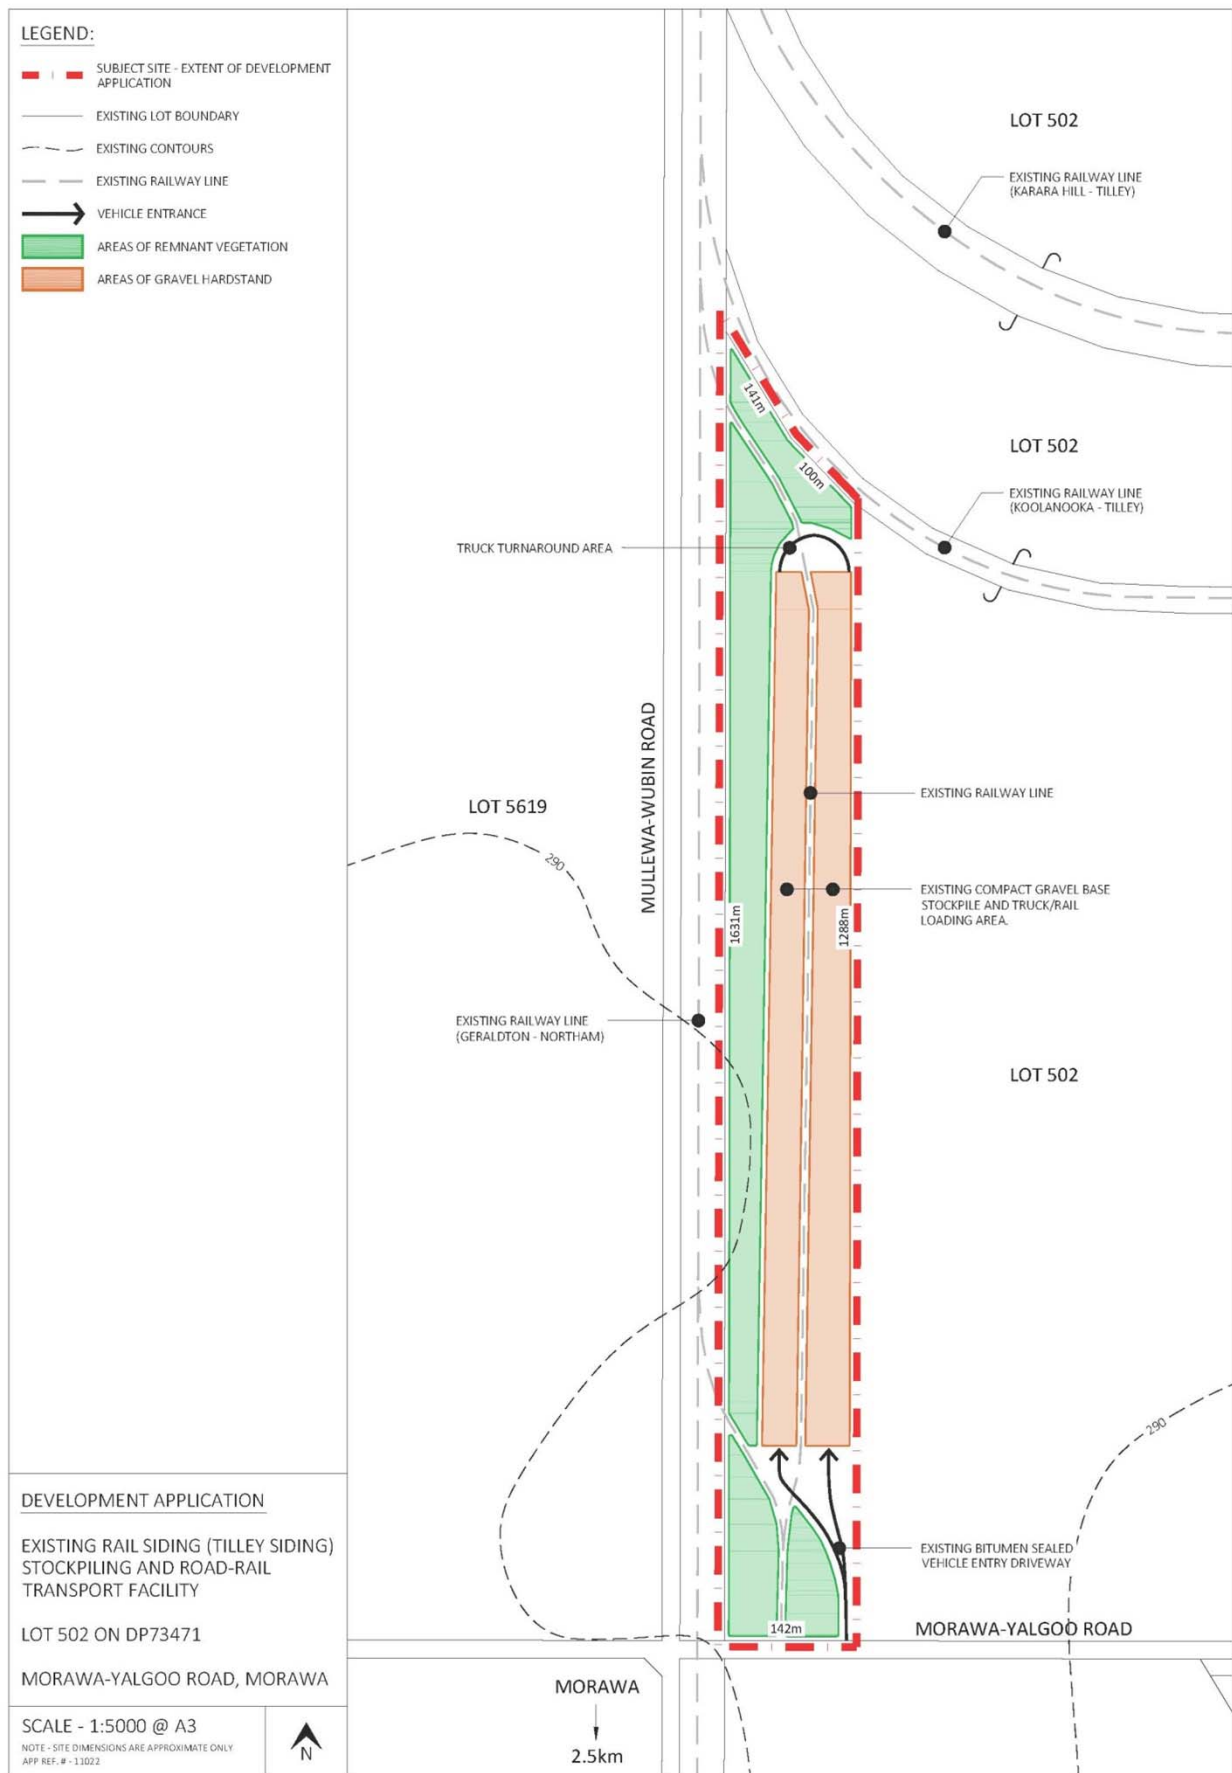 LEGEND:
SUBJECT SITE - EXTENT OF DEVELOPMENT
APPLICATION
EXISTING LOT BOUNDARY
EXISTING CONTOURS
EXISTING RAILWAY LINE
VEHICLE ENTRANCE
AREAS OF REMNANT VEGETATION
AREAS OF GRAVEL HARDSTAND
LOT 502
EXISTING RAILWAY LINE
(KARARA HILL - TILLEY)
141m
100m
LOT 502
EXISTING RAILWAY LINE
(KOOLANOOKA - TILLEY)
TRUCK TURNAROUND AREA
MULLEWA-WUBIN ROAD
LOT 5619
290
EXISTING RAILWAY LINE
EXISTING COMPACT GRAVEL BASE
STOCKPILE AND TRUCK/RAIL
LOADING AREA.
1631m
1288m
EXISTING RAILWAY LINE
(GERALDTON - NORTHAM)
LOT 502
290
EXISTING BITUMEN SEALED
VEHICLE ENTRY DRIVEWAY
142m
MORAWA-YALGOO ROAD
MORAWA
2.5km
DEVELOPMENT APPLICATION
EXISTING RAIL SIDING (TILLEY SIDING)
STOCKPILING AND ROAD-RAIL
TRANSPORT FACILITY
LOT 502 ON DP73471
MORAWA-YALGOO ROAD, MORAWA
SCALE - 1:5000 @ A3
NOTE - SITE DIMENSIONS ARE APPROXIMATE ONLY
APP REF. # - 11022
N